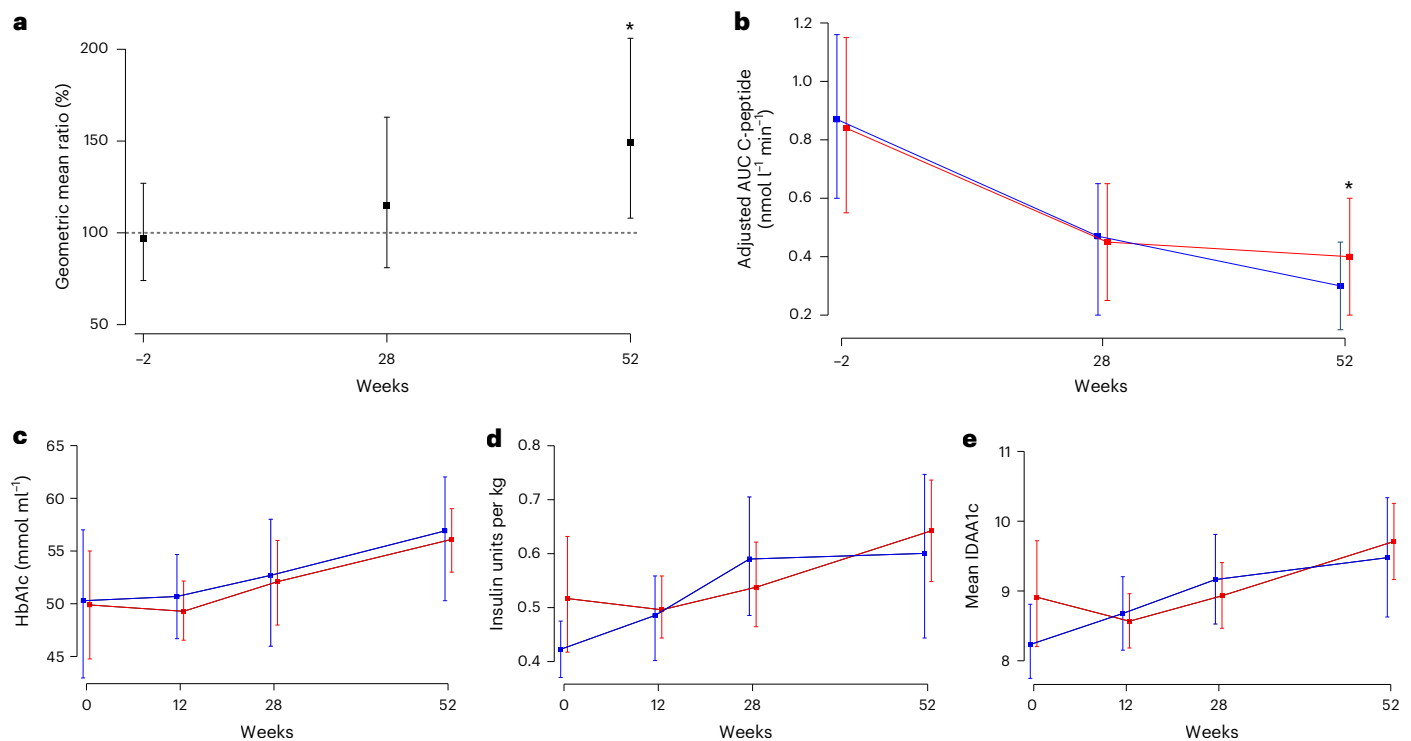 a
Geometric mean ratio (%)
200
150
100
50
*
–2
28
52
Weeks
b
Adjusted AUC C-peptide
(nmol l⁻¹ min⁻¹)
1.2
1.0
0.8
0.6
0.4
0.2
*
–2
28
52
Weeks
c
HbA1c (mmol ml⁻¹)
65
60
55
50
45
0
12
28
52
Weeks
d
Insulin units per kg
0.8
0.7
0.6
0.5
0.4
0
12
28
52
Weeks
e
Mean IDAA1c
11
10
9
8
0
12
28
52
Weeks